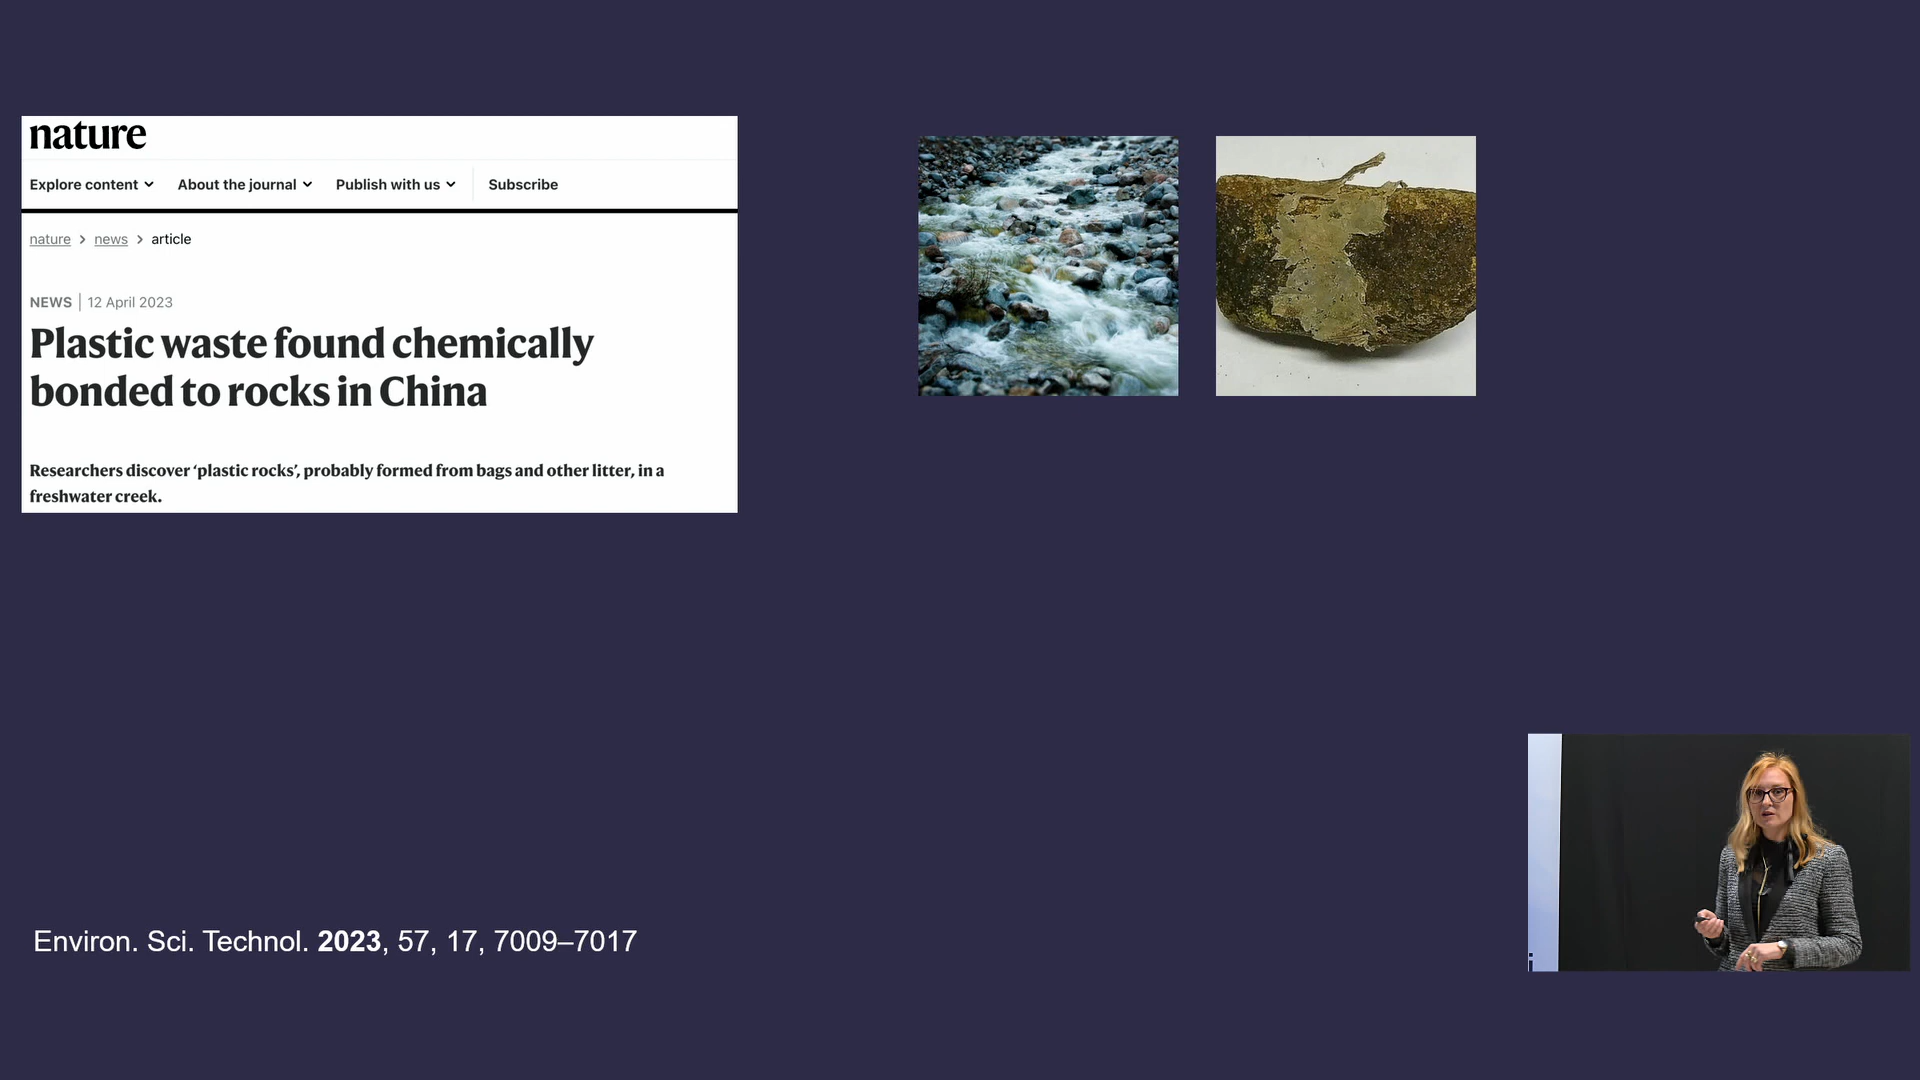 nature
Explore content About the journal Publish with us Subscribe
nature > news > article
NEWS | 12 April 2023
Plastic waste found chemically
bonded to rocks in China
Researchers discover ‘plastic rocks’, probably formed from bags and other litter, in a
freshwater creek.
Environ. Sci. Technol. 2023, 57, 17, 7009–7017
i